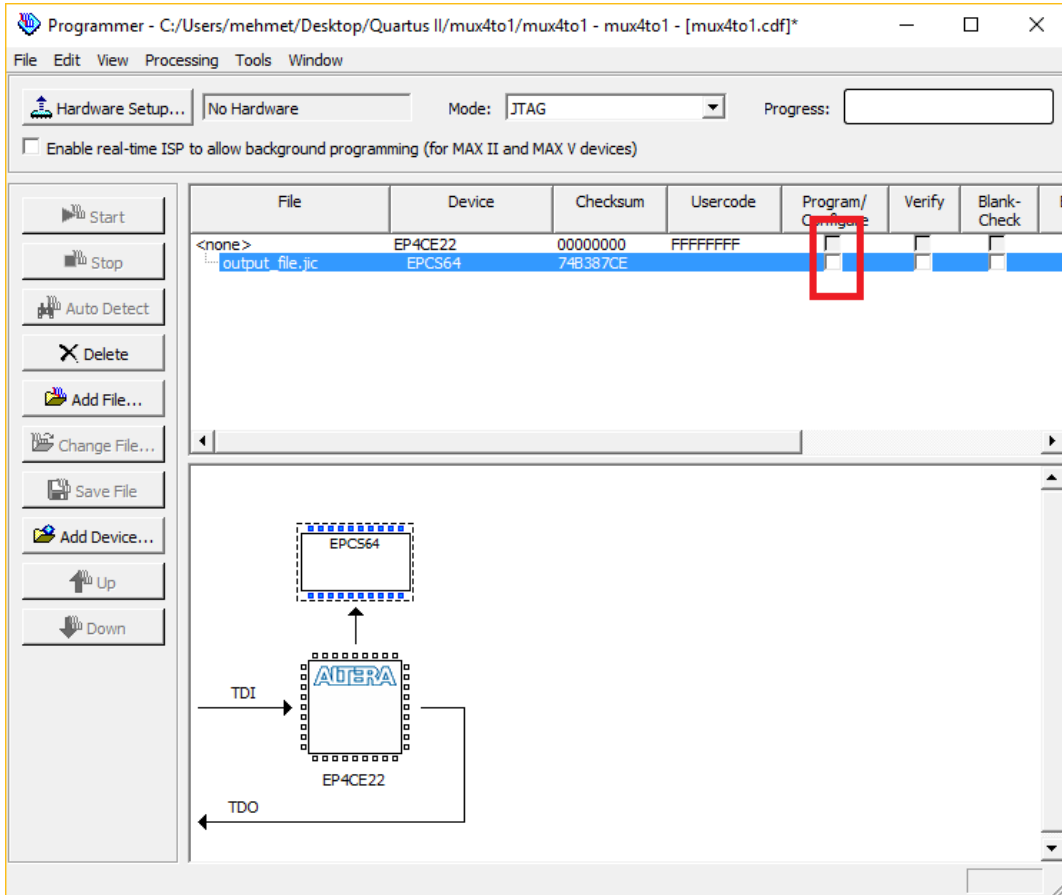 Programmer - C:/Users/mehmet/Desktop/Quartus II/mux4to1/mux4to1 - mux4to1 - [mux4to1.cdf]*
File Edit View Processing Tools Window
Hardware Setup... No Hardware Mode: JTAG Progress:
Enable real-time ISP to allow background programming (for MAX II and MAX V devices)
Start
Stop
Auto Detect
Delete
Add File...
Change File...
Save File
Add Device...
Up
Down
File Device Checksum Usercode Program/ Verify Blank-
Configure Check
<none> EP4CE22 00000000 FFFFFFFF
output_file.jic EPCS64 74B387CE
EPCS64
ALTERA
TDI
EP4CE22
TDO